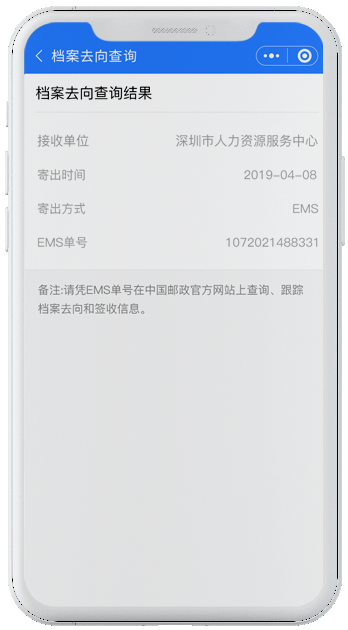 档案去向查询
档案去向查询结果
接收单位 深圳市人力资源服务中心
寄出时间 2019-04-08
寄出方式 EMS
EMS单号 1072021488331
备注:请凭EMS单号在中国邮政官方网站上查询、跟踪
档案去向和签收信息。